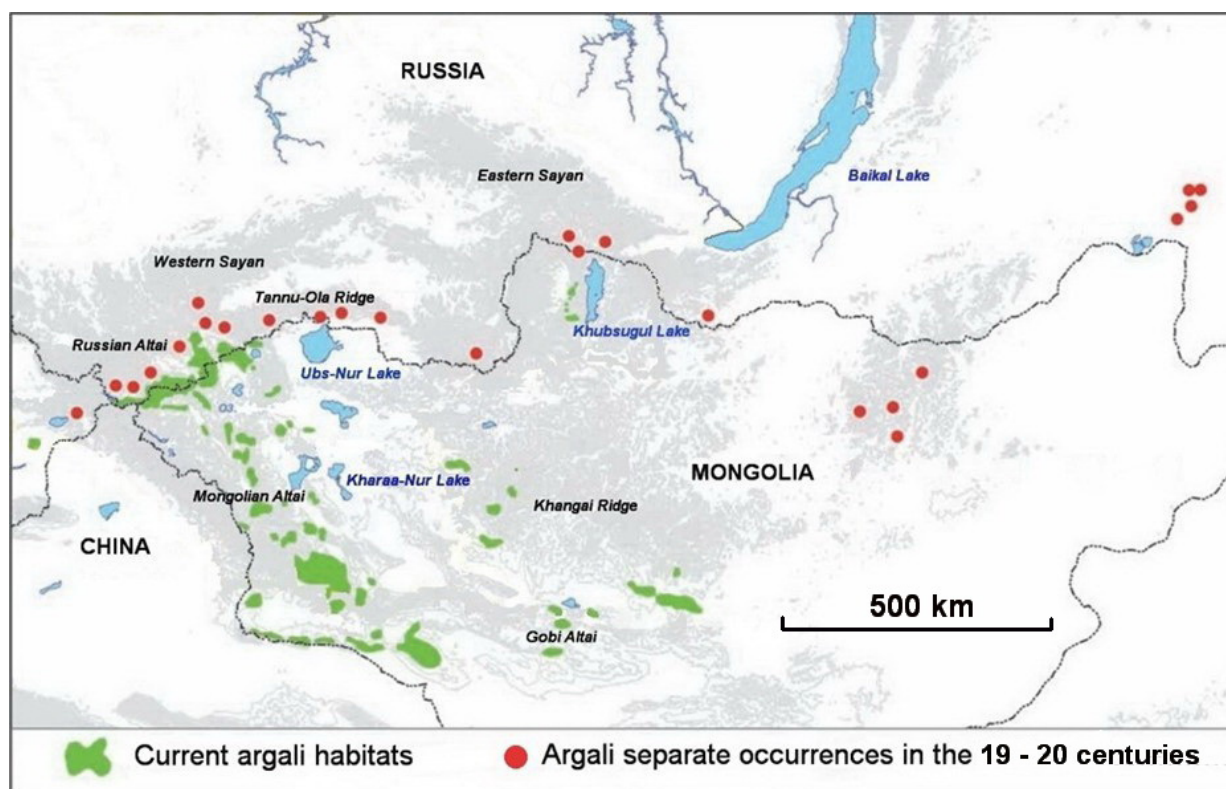 RUSSIA
Eastern Sayan
Baikal Lake
Western Sayan
Tannu-Ola Ridge
Khubsugul Lake
Russian Altai
Ubs-Nur Lake
MONGOLIA
Kharaa-Nur Lake
Mongolian Altai
Khangai Ridge
CHINA
500 km
Gobi Altai
Current argali habitats
Argali separate occurrences in the 19 - 20 centuries